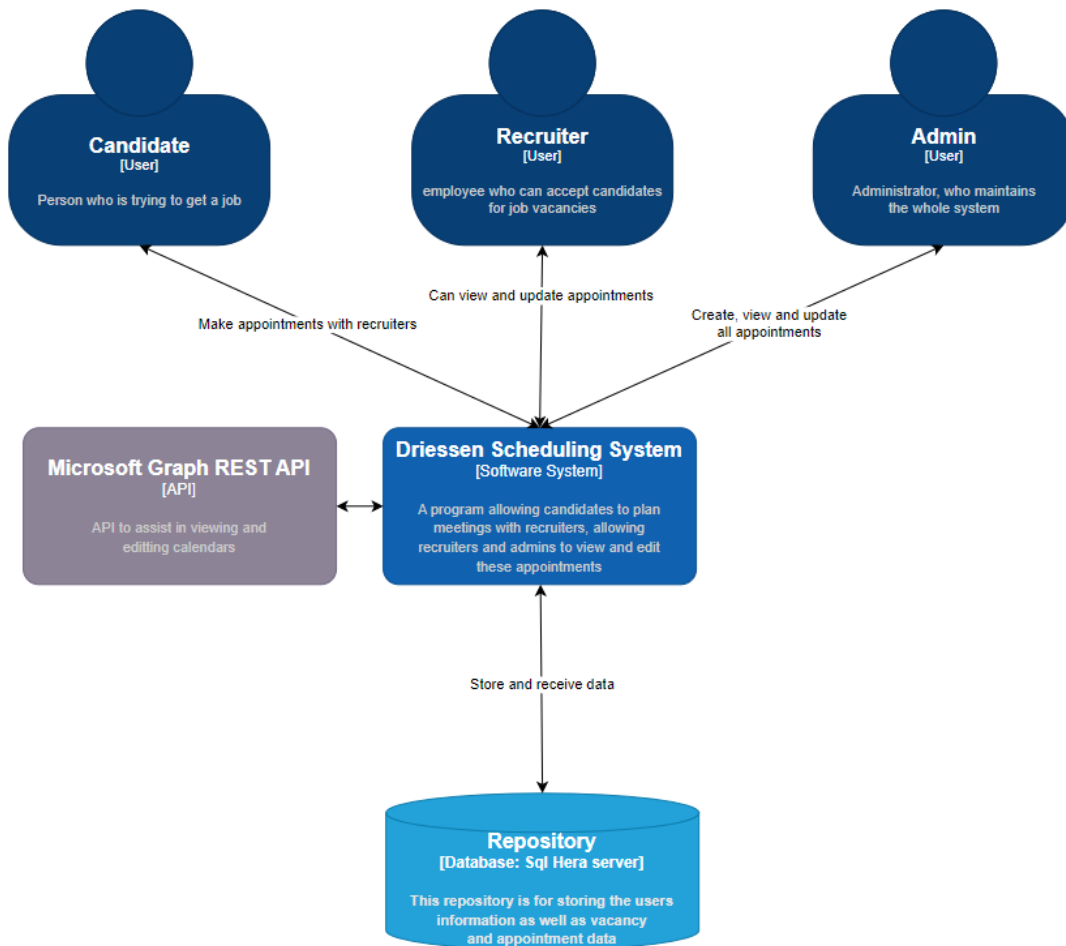 Candidate
[User]
Person who is trying to get a job
Recruiter
[User]
employee who can accept candidates
for job vacancies
Admin
[User]
Administrator, who maintains
the whole system
Make appointments with recruiters
Can view and update appointments
Create, view and update
all appointments
Microsoft Graph REST API
[API]
API to assist in viewing and
editting calendars
Driessen Scheduling System
[Software System]
A program allowing candidates to plan
meetings with recruiters, allowing
recruiters and admins to view and edit
these appointments
Store and receive data
Repository
[Database: Sql Hera server]
This repository is for storing the users
information as well as vacancy
and appointment data